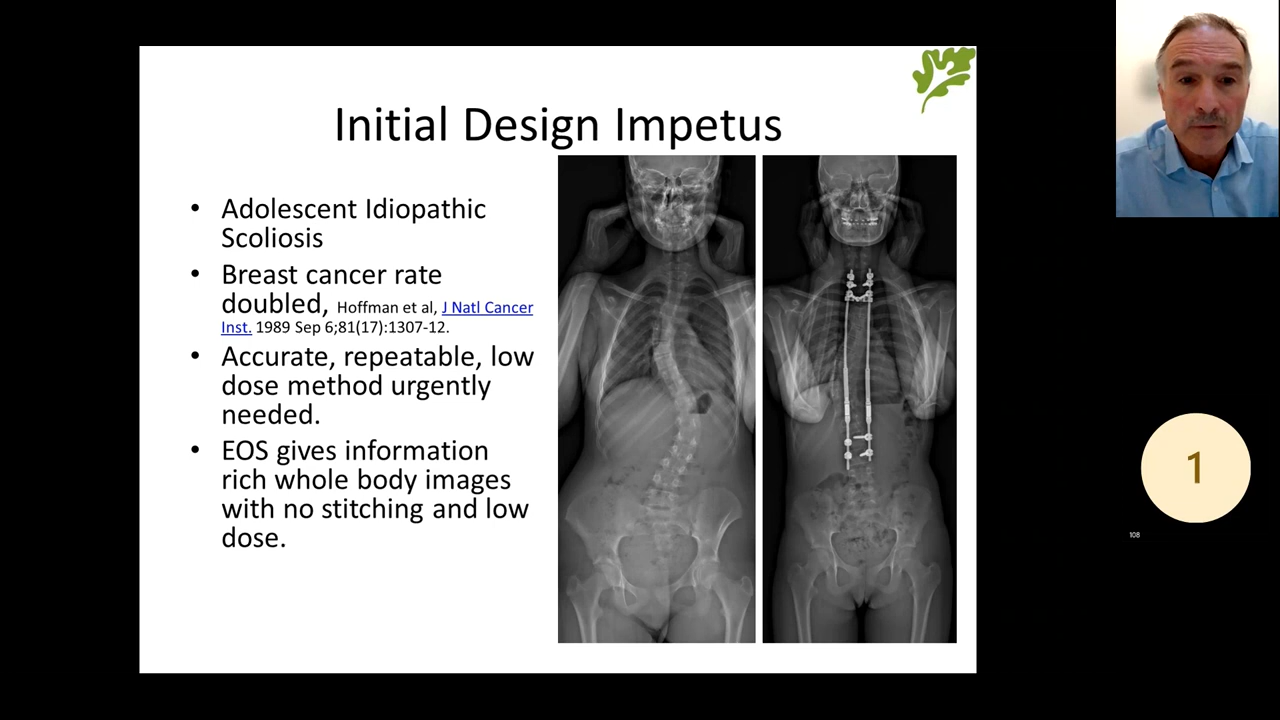 Initial Design Impetus
• Adolescent Idiopathic
Scoliosis
• Breast cancer rate
doubled, Hoffman et al, J Natl Cancer
Inst. 1989 Sep 6;81(17):1307-12.
• Accurate, repeatable, low
dose method urgently
needed.
• EOS gives information
rich whole body images
with no stitching and low
dose.
1
108